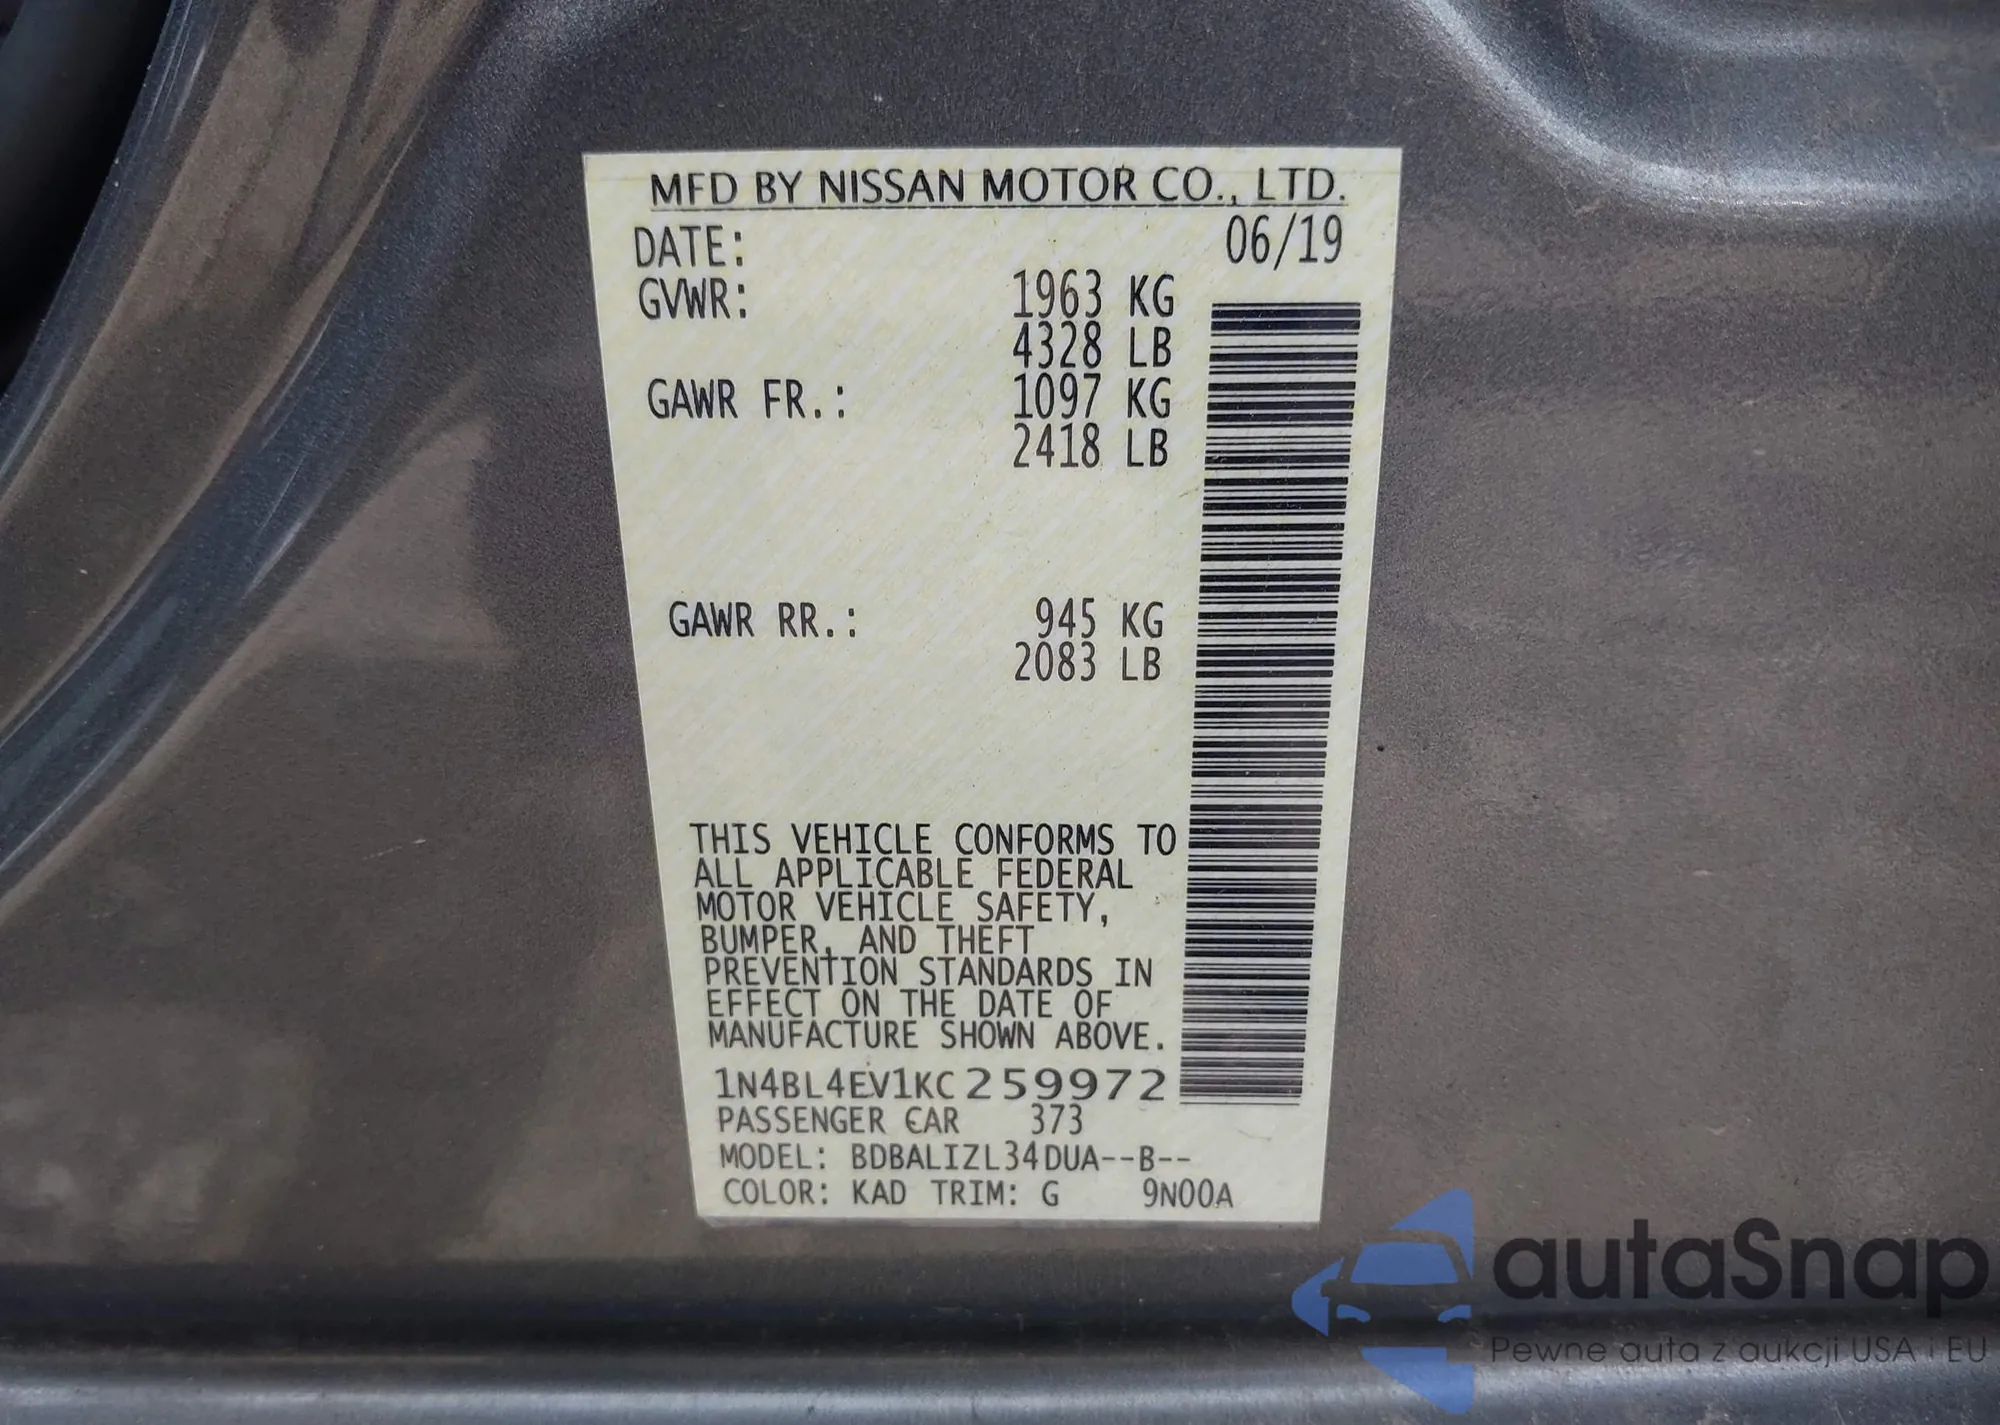 MFD BY NISSAN MOTOR CO., LTD.
DATE: 06/19
GVWR: 1963 KG
4328 LB
GAWR FR.: 1097 KG
2418 LB
GAWR RR.: 945 KG
2083 LB
THIS VEHICLE CONFORMS TO
ALL APPLICABLE FEDERAL
MOTOR VEHICLE SAFETY,
BUMPER, AND THEFT
PREVENTION STANDARDS IN
EFFECT ON THE DATE OF
MANUFACTURE SHOWN ABOVE.
1N4BL4EV1KC259972
PASSENGER CAR 373
MODEL: BDBALIZL34DUA--B--
COLOR: KAD TRIM: G 9N00A
autaSnap
Pewne auta z aukcji USA i EU